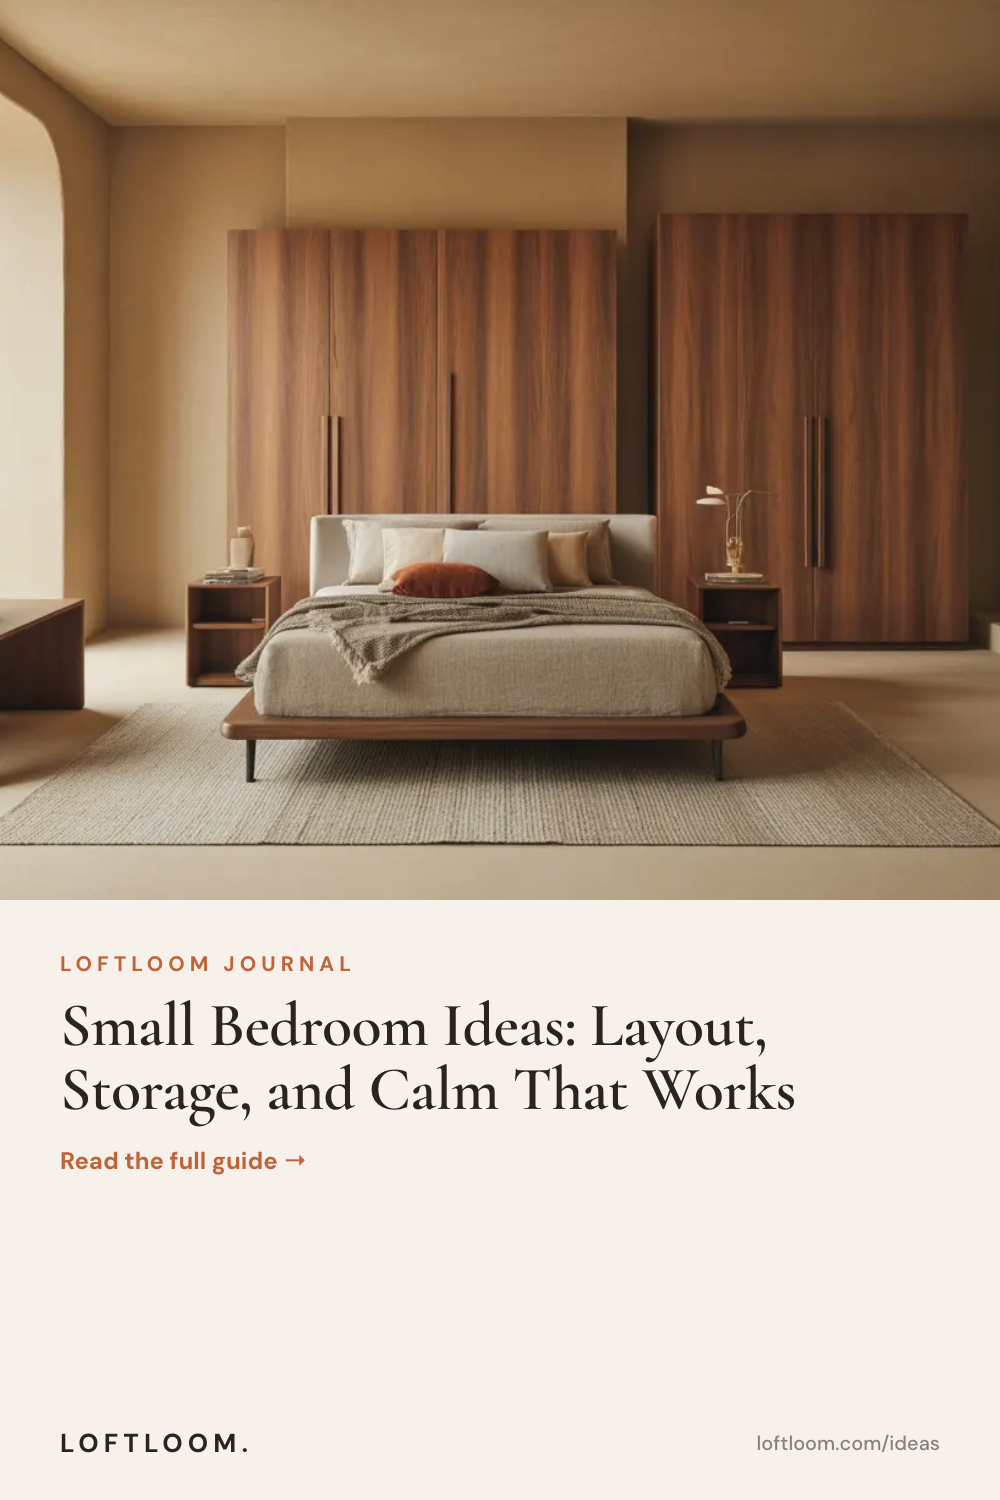 LOFTLOOM JOURNAL
Small Bedroom Ideas: Layout,
Storage, and Calm That Works
Read the full guide →
LOFTLOOM.
loftloom.com/ideas